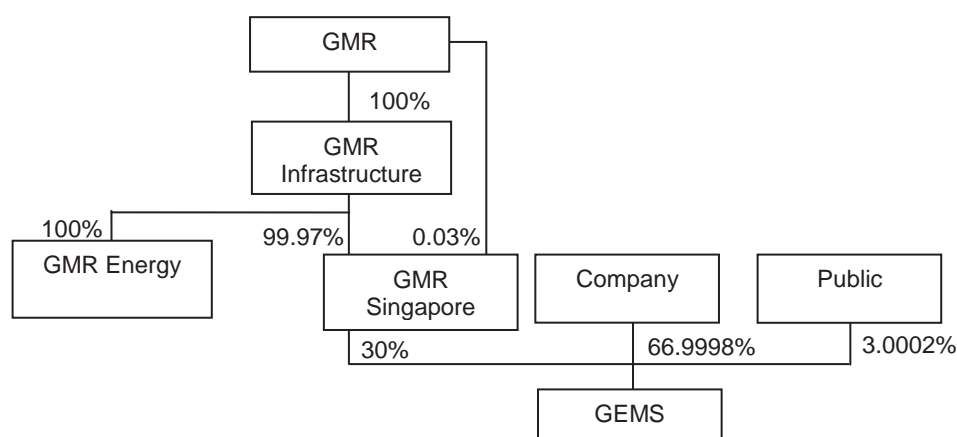 GMR
100%
GMR
Infrastructure
100%
99.97%
0.03%
GMR Energy
GMR
Singapore
Company
Public
30%
66.9998%
3.0002%
GEMS